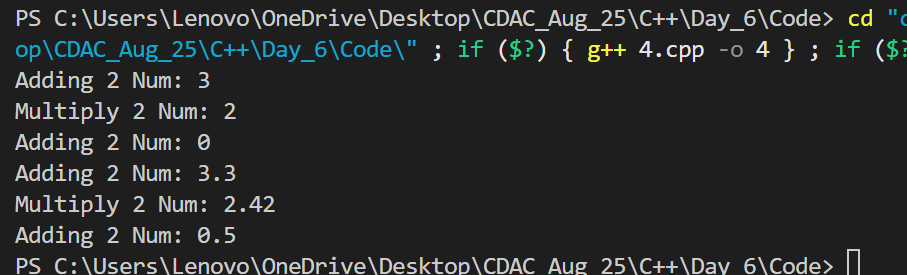 PS C:\Users\Lenovo\OneDrive\Desktop\CDAC_Aug_25\C++\Day_6\Code> cd "c
op\CDAC_Aug_25\C++\Day_6\Code\" ; if ($?) { g++ 4.cpp -o 4 } ; if ($?
Adding 2 Num: 3
Multiply 2 Num: 2
Adding 2 Num: 0
Adding 2 Num: 3.3
Multiply 2 Num: 2.42
Adding 2 Num: 0.5
PS C:\Users\Lenovo\OneDrive\Desktop\CDAC_Aug_25\C++\Day_6\Code>